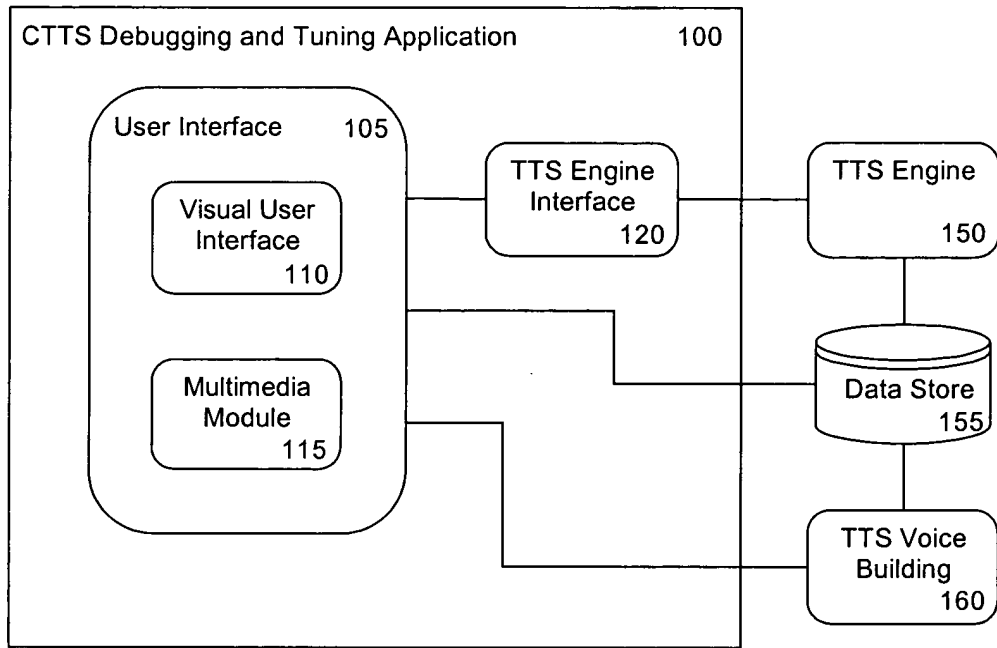 CTTS Debugging and Tuning Application 100
User Interface 105
Visual User
Interface
110
Multimedia
Module
115
TTS Engine
Interface
120
TTS Engine
150
Data Store
155
TTS Voice
Building
160